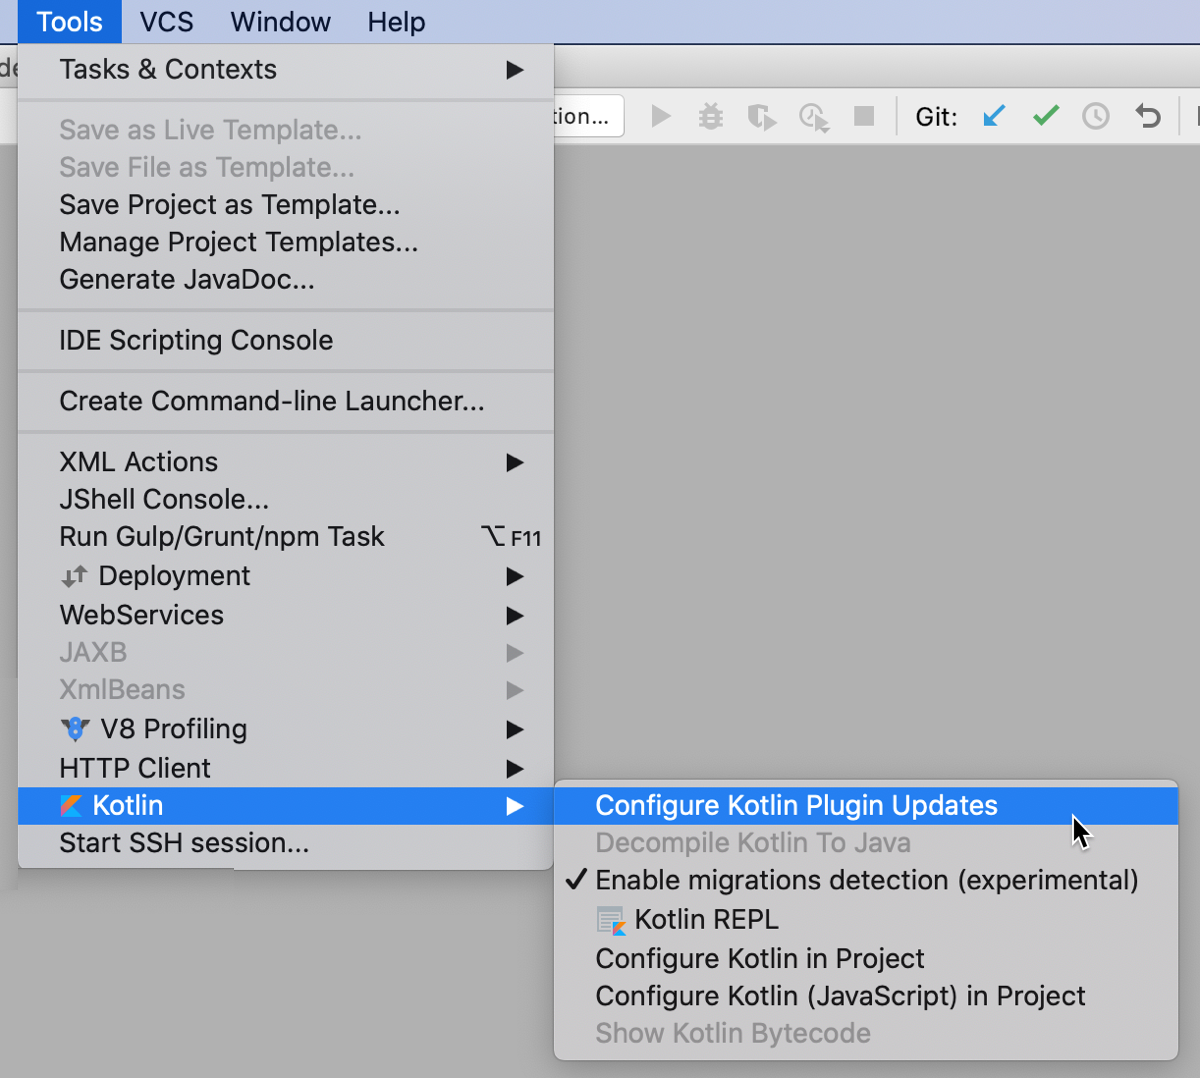 Tools VCS Window Help
Tasks & Contexts
tion...
Git:
Save as Live Template...
Save File as Template...
Save Project as Template...
Manage Project Templates...
Generate JavaDoc...
IDE Scripting Console
Create Command-line Launcher...
XML Actions
JShell Console...
Run Gulp/Grunt/npm Task ⌥ F11
Deployment
WebServices
JAXB
XmlBeans
V8 Profiling
HTTP Client
Kotlin
Start SSH session...
Configure Kotlin Plugin Updates
Decompile Kotlin To Java
✓ Enable migrations detection (experimental)
Kotlin REPL
Configure Kotlin in Project
Configure Kotlin (JavaScript) in Project
Show Kotlin Bytecode